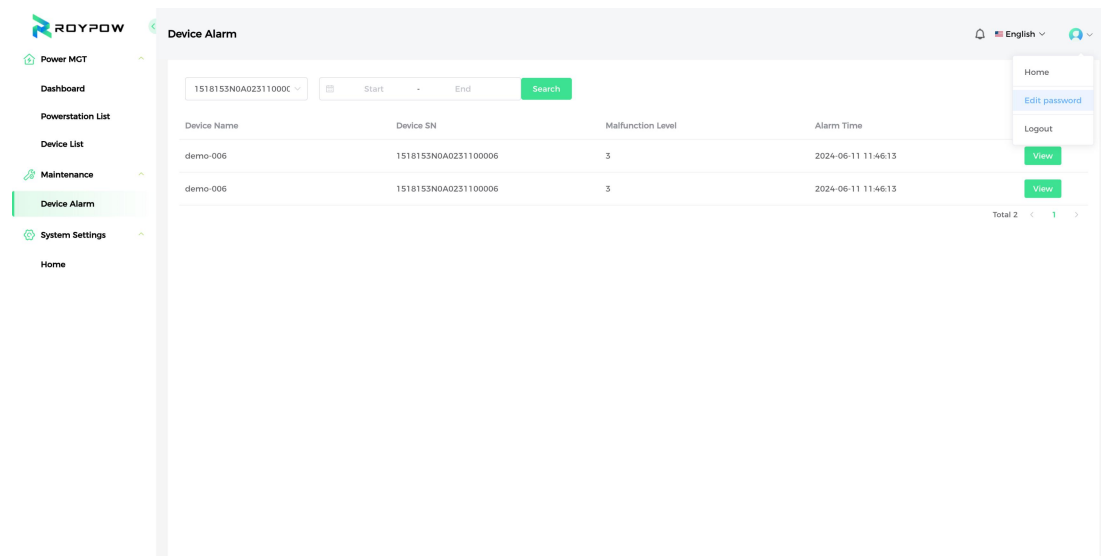 ROYPOW
Device Alarm
English
Power MGT
Home
Dashboard
1518153N0A02311000
Start - End
Search
Edit password
Powerstation List
Device Name Device SN Malfunction Level Alarm Time
Logout
Device List
demo-006 1518153N0A0231100006 3 2024-06-11 11:46:13 View
Maintenance
demo-006 1518153N0A0231100006 3 2024-06-11 11:46:13 View
Device Alarm
Total 2 < 1 >
System Settings
Home